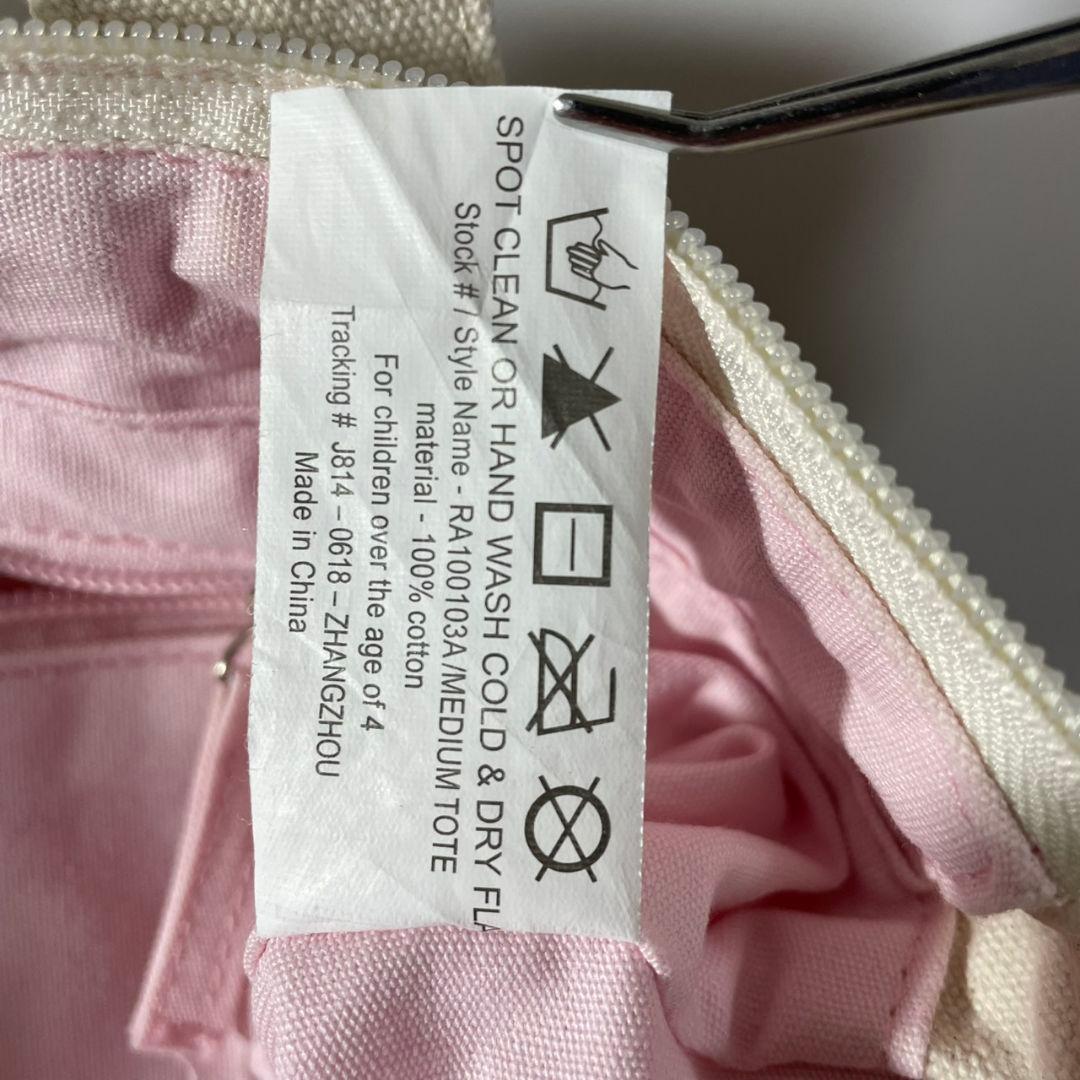 SPOT CLEAN OR HAND WASH COLD & DRY FLA
Stock # / Style Name - RA100103A/MEDIUM TOTE
material - 100% cotton
For children over the age of 4
Tracking # J814 – 0618 – ZHANGZHOU
Made in China